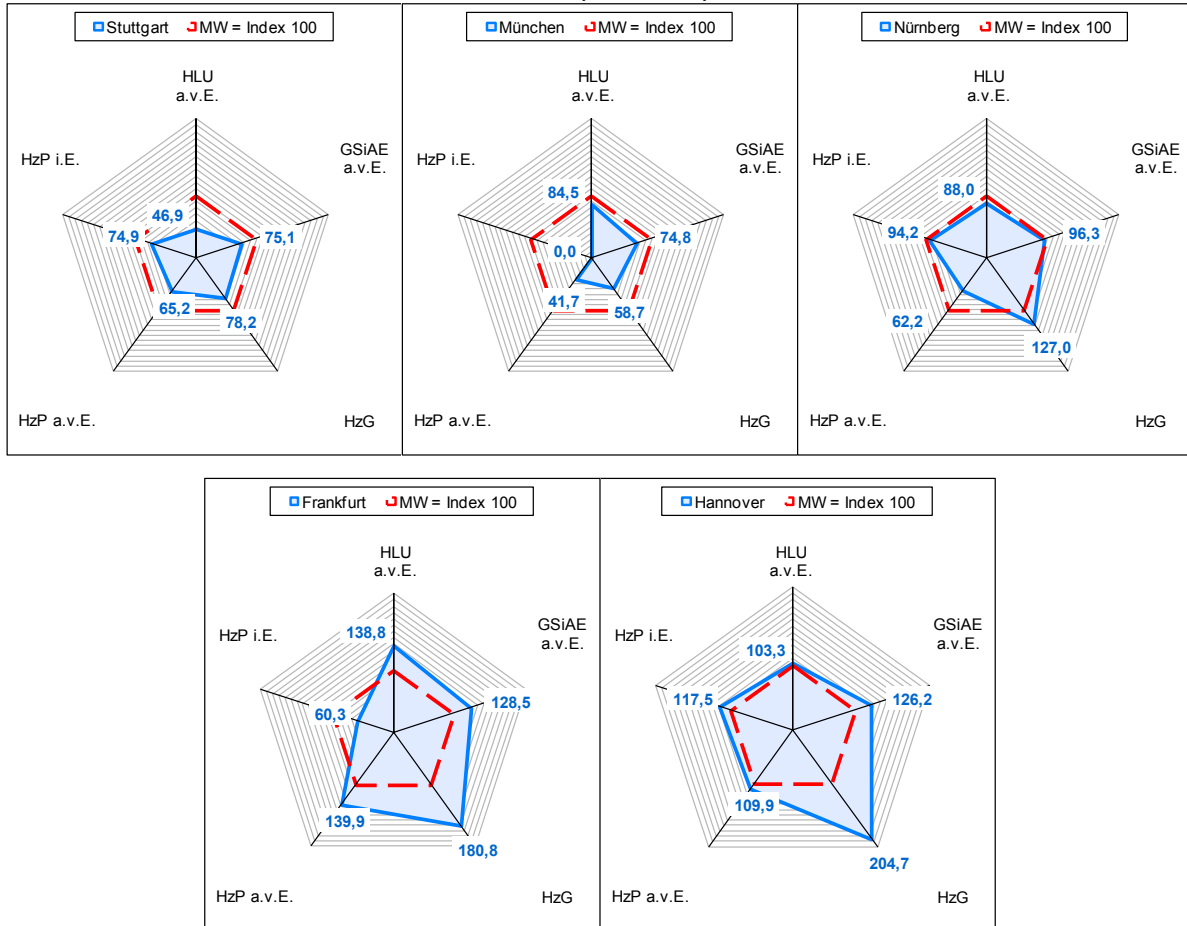 Stuttgart MW = Index 100
HLU
a.v.E.
GSiAE
a.v.E.
HzP i.E.
46,9
74,9
75,1
65,2
78,2
HzP a.v.E.
HzG
München MW = Index 100
HLU
a.v.E.
GSiAE
a.v.E.
HzP i.E.
84,5
0,0
74,8
41,7
58,7
HzP a.v.E.
HzG
Nürnberg MW = Index 100
HLU
a.v.E.
GSiAE
a.v.E.
HzP i.E.
88,0
94,2
96,3
62,2
127,0
HzP a.v.E.
HzG
Frankfurt MW = Index 100
HLU
a.v.E.
GSiAE
a.v.E.
HzP i.E.
138,8
60,3
128,5
139,9
180,8
HzP a.v.E.
HzG
Hannover MW = Index 100
HLU
a.v.E.
GSiAE
a.v.E.
HzP i.E.
103,3
117,5
126,2
109,9
204,7
HzP a.v.E.
HzG